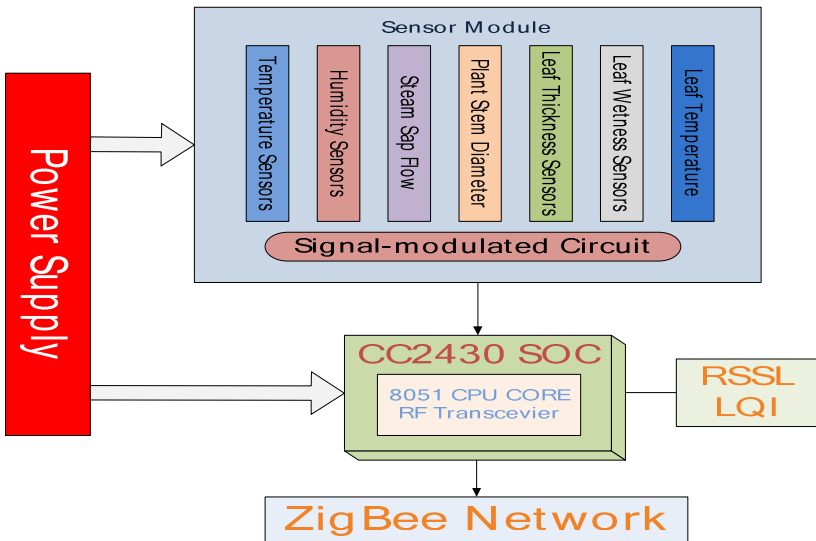 Sensor Module
Temperature Sensors
Humidity Sensors
Steam Sap Flow
Plant Stem Diameter
Leaf Thickness Sensors
Leaf Wetness Sensors
Leaf Temperature
Signal-modulated Circuit
Power Supply
CC2430 SOC
8051 CPU CORE
RF Transcevier
RSSL
LQI
ZigBee Network